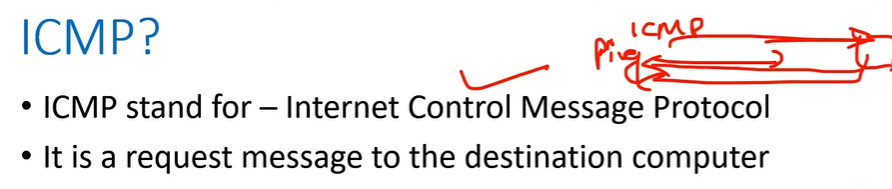 ICMP?
ICMP
Ping
• ICMP stand for – Internet Control Message Protocol
• It is a request message to the destination computer